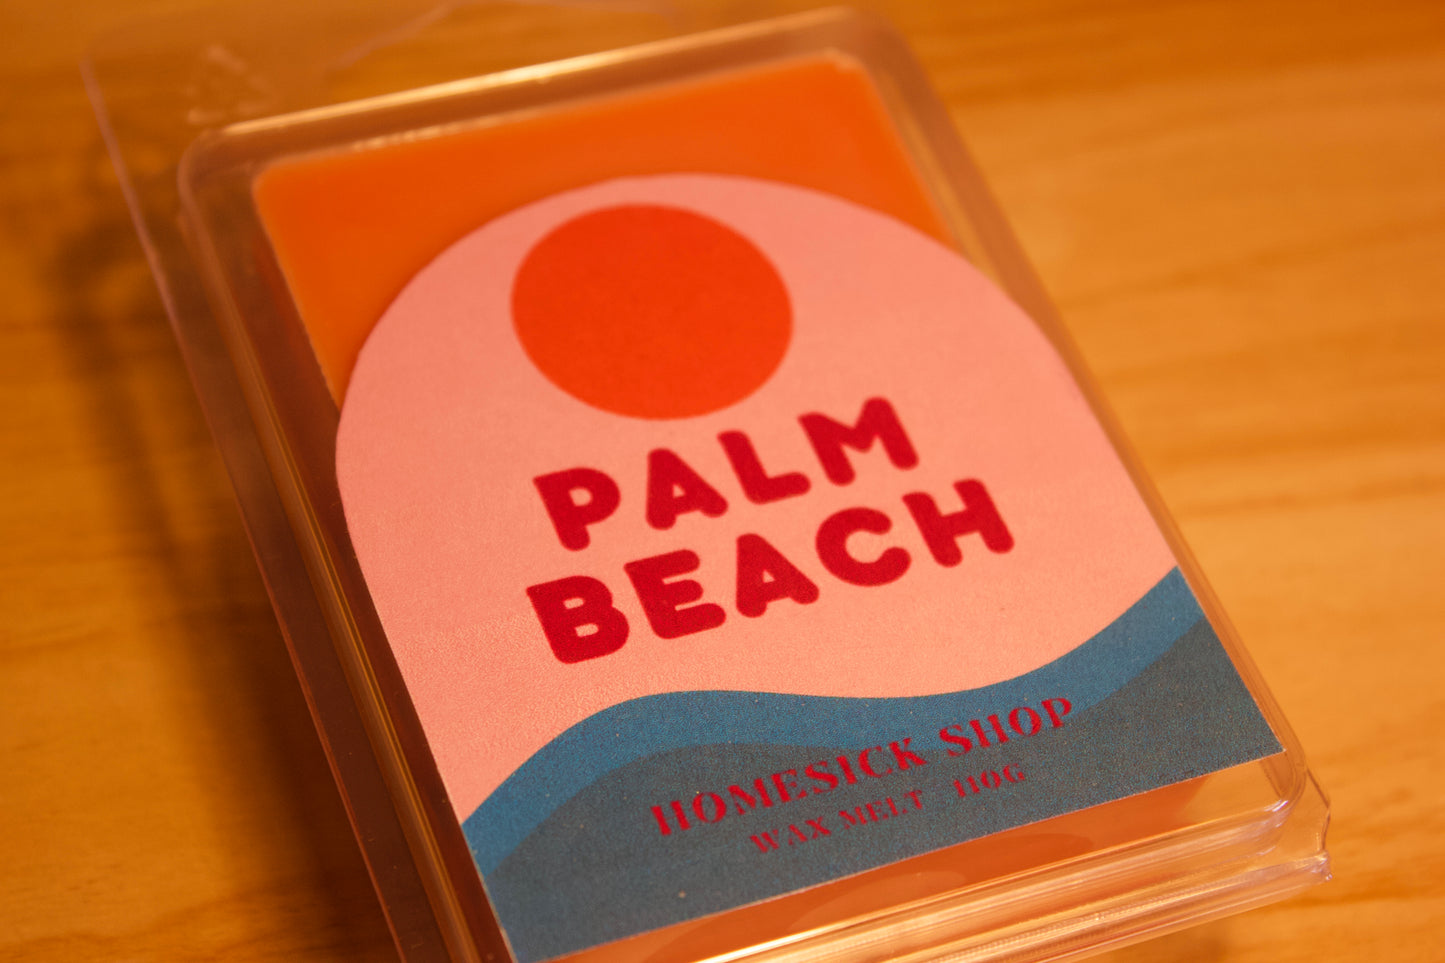 PALM
BEACH
HOMESICK SHOP
WAX MELT 110G